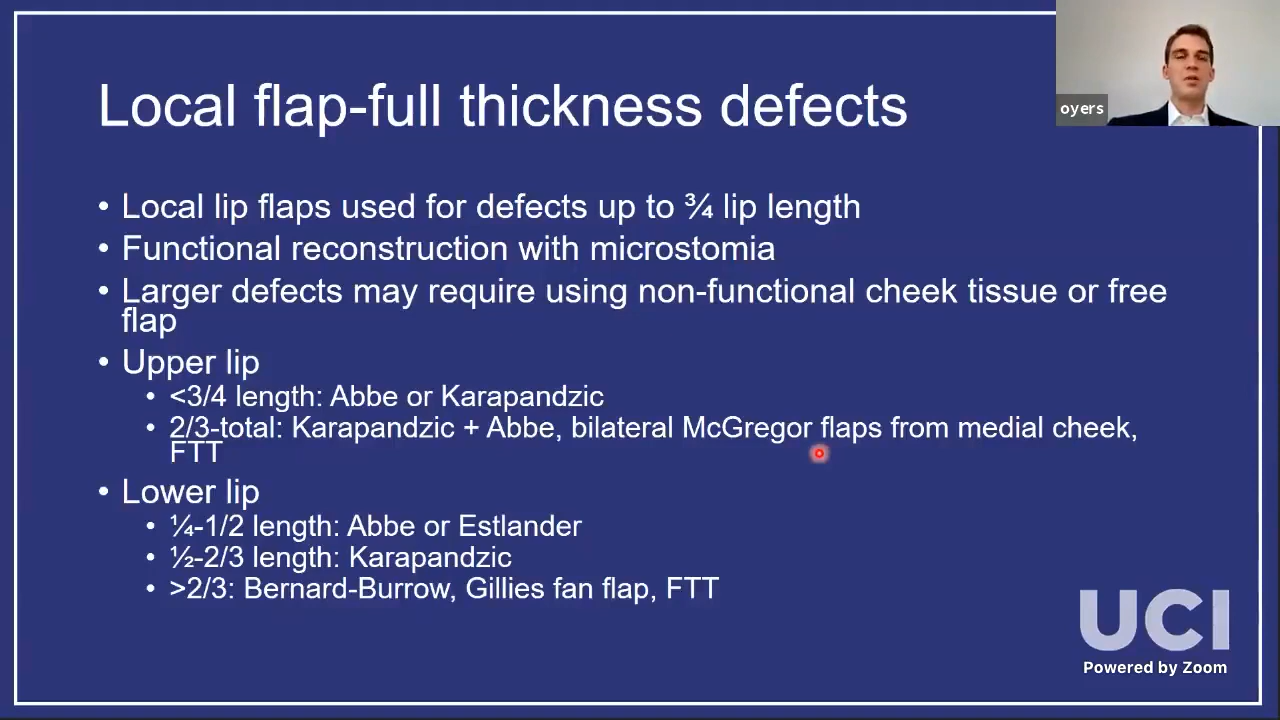 Local flap-full thickness defects
oyers
• Local lip flaps used for defects up to ¾ lip length
• Functional reconstruction with microstomia
• Larger defects may require using non-functional cheek tissue or free
flap
• Upper lip
• <3/4 length: Abbe or Karapandzic
• 2/3-total: Karapandzic + Abbe, bilateral McGregor flaps from medial cheek,
FTT
• Lower lip
• ¼-1/2 length: Abbe or Estlander
• ½-2/3 length: Karapandzic
• >2/3: Bernard-Burrow, Gillies fan flap, FTT
UCI
Powered by Zoom